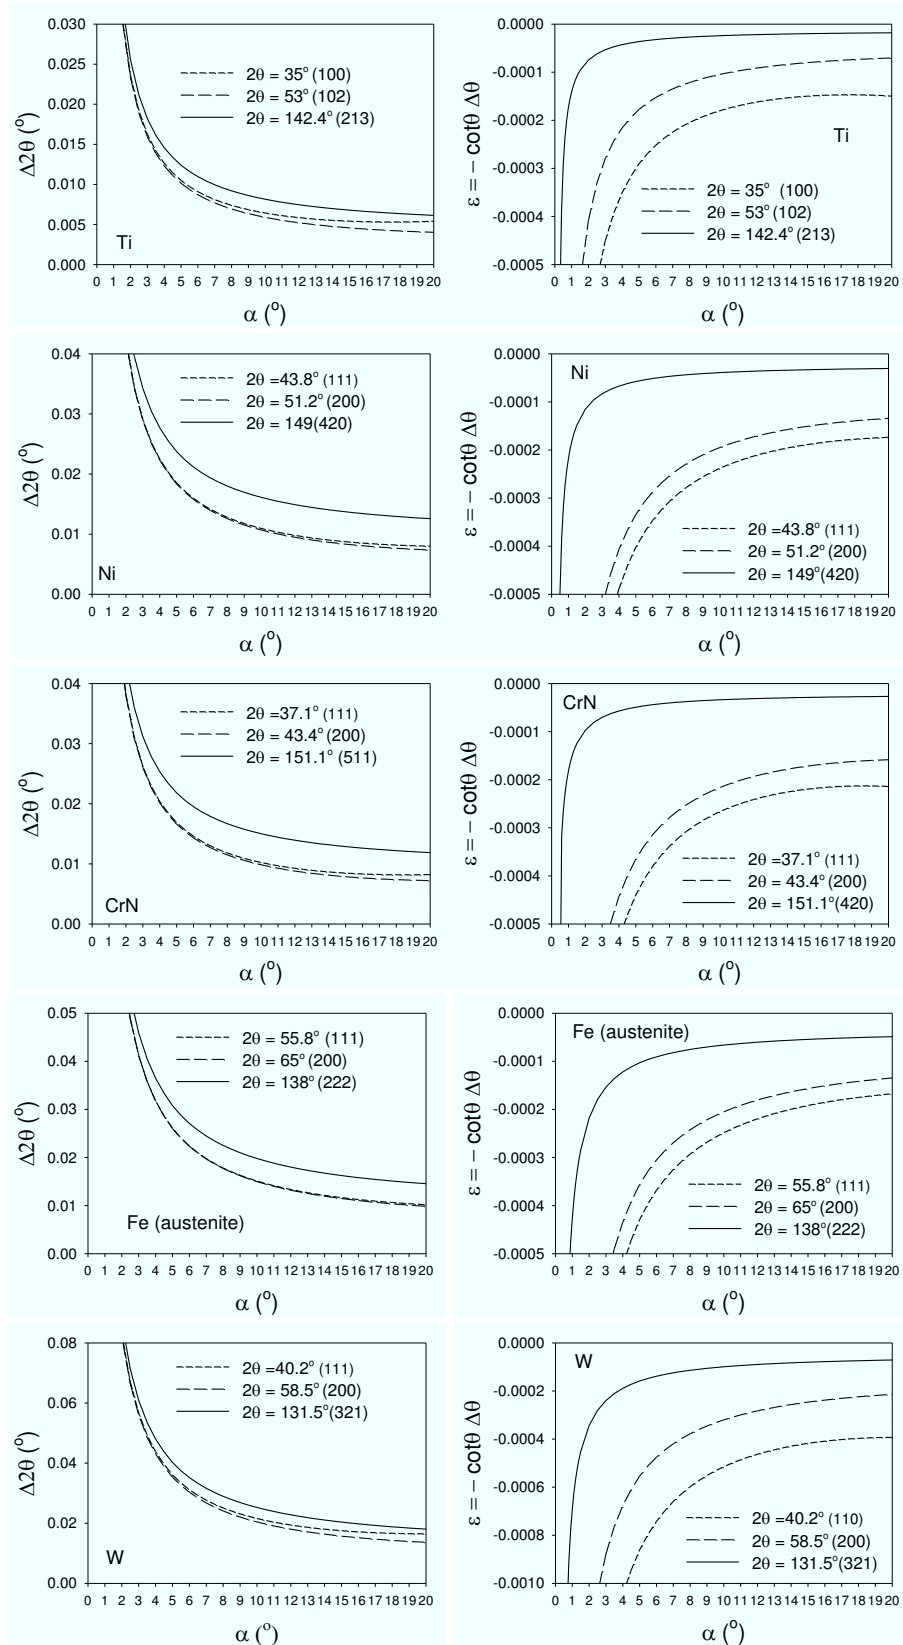 0.030
0.025
0.020
0.015
0.010
0.005
0.000
Δ2θ (°)
2θ = 35° (100)
2θ = 53° (102)
2θ = 142.4° (213)
Ti
0 1 2 3 4 5 6 7 8 9 10 11 12 13 14 15 16 17 18 19 20
α (°)
0.0000
-0.0001
-0.0002
-0.0003
-0.0004
-0.0005
ε = − cotθ Δθ
Ti
2θ = 35° (100)
2θ = 53° (102)
2θ = 142.4° (213)
0 1 2 3 4 5 6 7 8 9 10 11 12 13 14 15 16 17 18 19 20
α (°)
0.04
0.03
0.02
0.01
0.00
Δ2θ (°)
2θ =43.8° (111)
2θ = 51.2° (200)
2θ = 149(420)
Ni
0 1 2 3 4 5 6 7 8 9 10 11 12 13 14 15 16 17 18 19 20
α (°)
0.0000
-0.0001
-0.0002
-0.0003
-0.0004
-0.0005
ε = − cotθ Δθ
Ni
2θ =43.8° (111)
2θ = 51.2° (200)
2θ = 149°(420)
0 1 2 3 4 5 6 7 8 9 10 11 12 13 14 15 16 17 18 19 20
α (°)
0.04
0.03
0.02
0.01
0.00
Δ2θ (°)
2θ =37.1° (111)
2θ = 43.4° (200)
2θ = 151.1° (511)
CrN
0 1 2 3 4 5 6 7 8 9 10 11 12 13 14 15 16 17 18 19 20
α (°)
0.0000
-0.0001
-0.0002
-0.0003
-0.0004
-0.0005
ε = − cotθ Δθ
CrN
2θ =37.1° (111)
2θ = 43.4° (200)
2θ = 151.1°(420)
0 1 2 3 4 5 6 7 8 9 10 11 12 13 14 15 16 17 18 19 20
α (°)
0.05
0.04
0.03
0.02
0.01
0.00
Δ2θ (°)
2θ = 55.8° (111)
2θ = 65° (200)
2θ = 138° (222)
Fe (austenite)
0 1 2 3 4 5 6 7 8 9 10 11 12 13 14 15 16 17 18 19 20
α (°)
0.0000
-0.0001
-0.0002
-0.0003
-0.0004
-0.0005
ε = − cotθ Δθ
Fe (austenite)
2θ = 55.8° (111)
2θ = 65° (200)
2θ = 138°(222)
0 1 2 3 4 5 6 7 8 9 10 11 12 13 14 15 16 17 18 19 20
α (°)
0.08
0.06
0.04
0.02
0.00
Δ2θ (°)
2θ =40.2° (111)
2θ = 58.5° (200)
2θ = 131.5°(321)
W
0 1 2 3 4 5 6 7 8 9 10 11 12 13 14 15 16 17 18 19 20
α (°)
0.0000
-0.0002
-0.0004
-0.0006
-0.0008
-0.0010
ε = − cotθ Δθ
W
2θ =40.2° (110)
2θ = 58.5° (200)
2θ = 131.5°(321)
0 1 2 3 4 5 6 7 8 9 10 11 12 13 14 15 16 17 18 19 20
α (°)